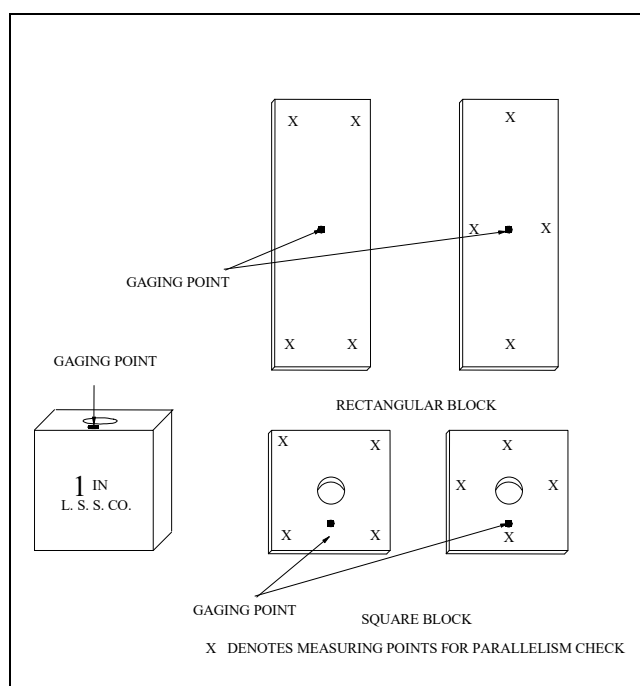 X X
X X
X
X X
X
GAGING POINT
GAGING POINT
RECTANGULAR BLOCK
1 IN
L. S. S. CO.
X X
X X
X
X X
X
GAGING POINT
SQUARE BLOCK
X DENOTES MEASURING POINTS FOR PARALLELISM CHECK